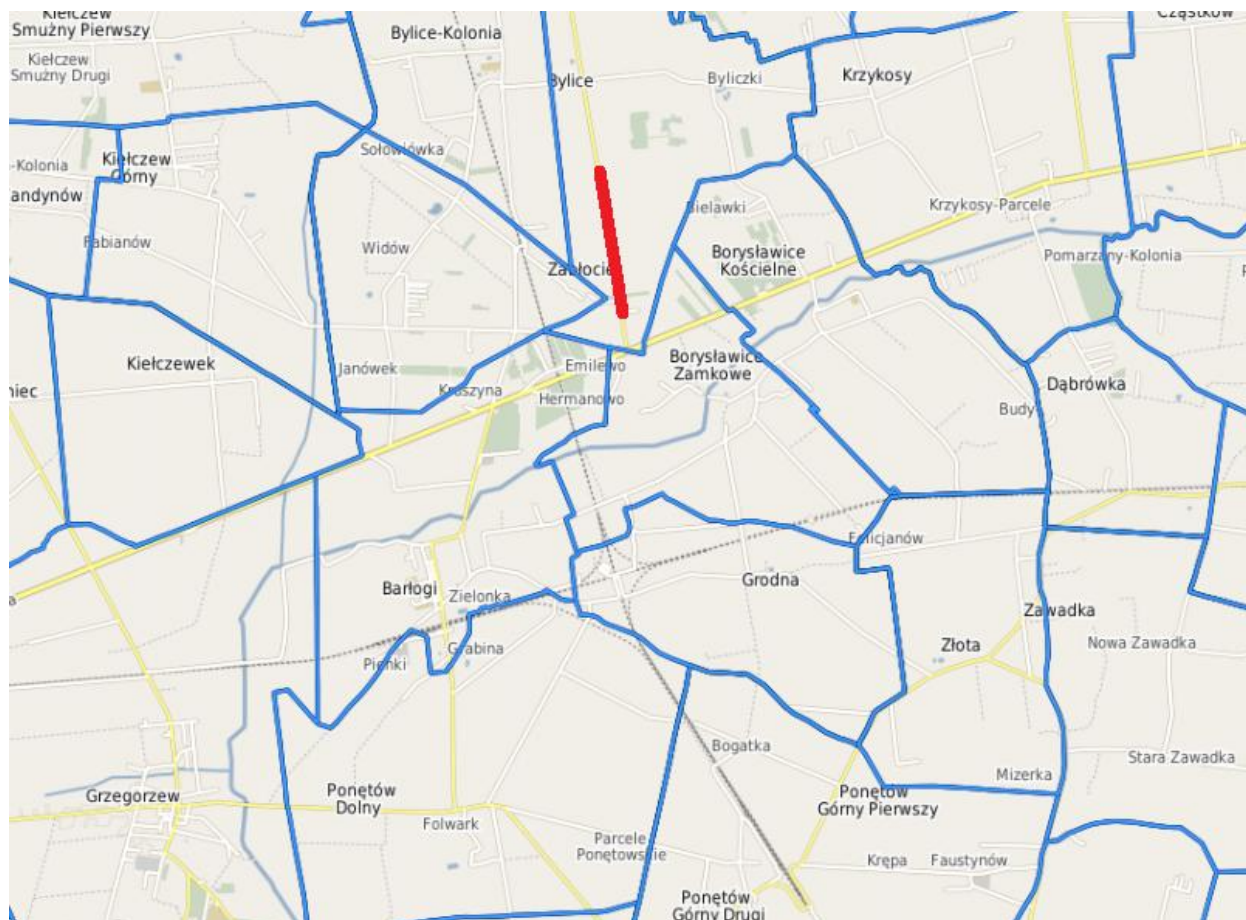 Kiełczew
Smużny Pierwszy
Bylice-Kolonia
Cząstków
Kiełczew
Smużny Drugi
Bylice
Byliczki
Krzykosy
-Kolonia
Kiełczew
Górny
Sołowiówka
andynów
Bielawki
Krzykosy-Parcele
Fabianów
Widów
Borysławice
Kościelne
Pomarzany-Kolonia
Kiełczewek
Janówek
Emilewo
Borysławice
Zamkowe
niec
Kraszyna
Hermanowo
Dąbrówka
Budy
Felicjanów
Barłogi
Zielonka
Grodna
Zawadka
Pieńki
Grabina
Złota
Nowa Zawadka
Bogatka
Stara Zawadka
Grzegorzew
Ponętów
Dolny
Mizerka
Ponętów
Górny Pierwszy
Folwark
Parcele
Ponętowskie
Krępa
Faustynów
Ponętów
Górny Drugi